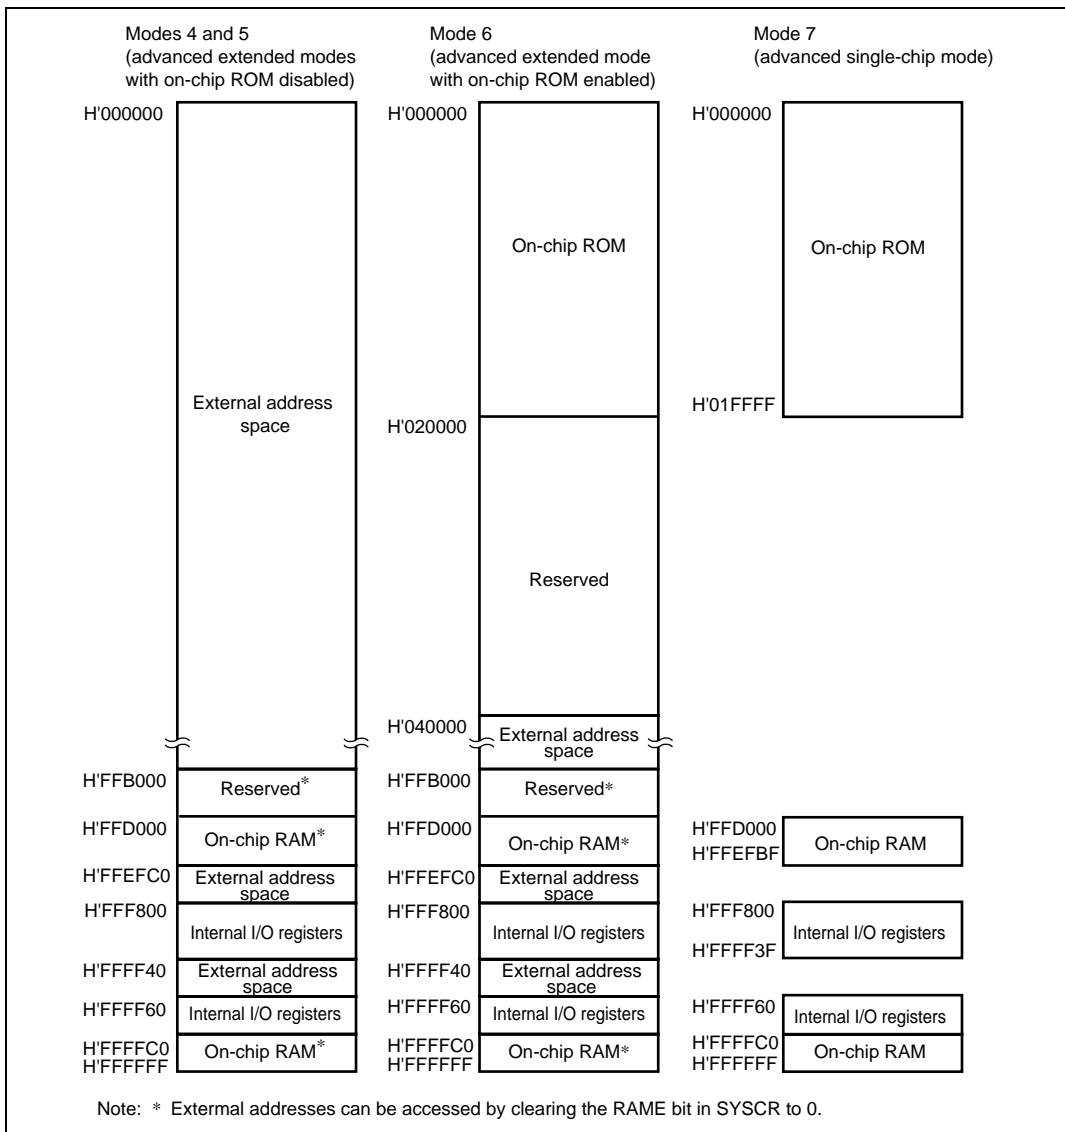 Modes 4 and 5
(advanced extended modes
with on-chip ROM disabled)
H'000000
External address
space
H'FFB000
Reserved*
H'FFD000
On-chip RAM*
H'FFEFC0
External address
space
H'FFF800
Internal I/O registers
H'FFFF40
External address
space
H'FFFF60
Internal I/O registers
H'FFFFC0
On-chip RAM*
H'FFFFFF
Mode 6
(advanced extended mode
with on-chip ROM enabled)
H'000000
On-chip ROM
H'020000
Reserved
H'040000
External address
space
H'FFB000
Reserved*
H'FFD000
On-chip RAM*
H'FFEFC0
External address
space
H'FFF800
Internal I/O registers
H'FFFF40
External address
space
H'FFFF60
Internal I/O registers
H'FFFFC0
On-chip RAM*
H'FFFFFF
Mode 7
(advanced single-chip mode)
H'000000
On-chip ROM
H'01FFFF
H'FFD000
On-chip RAM
H'FFEFBF
H'FFF800
Internal I/O registers
H'FFFF3F
H'FFFF60
Internal I/O registers
H'FFFFC0
On-chip RAM
H'FFFFFF
Note: * Extermal addresses can be accessed by clearing the RAME bit in SYSCR to 0.